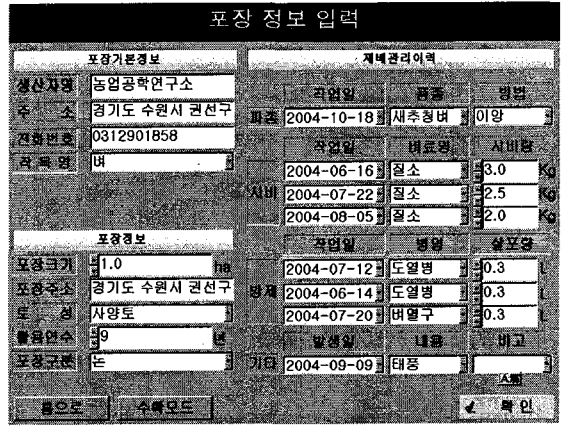 포장 정보 입력
포장기본정보
생산자명 농업공학연구소
주 소 경기도 수원시 권선구
전화번호 0312901858
작 목 명 벼
포장정보
포장크기 1.0 ha
포장주소 경기도 수원시 권선구
토 성 사양토
활용연수 9 년
포장구분 논
재배관리이력
작업일 품종 방법
파종 2004-10-18 새추청벼 이앙
작업일 비료명 시비량
2004-06-16 질소 3.0 Kg
시비 2004-07-22 질소 2.5 Kg
2004-08-05 질소 2.0 Kg
작업일 병명 살포량
2004-07-12 도열병 0.3 L
방제 2004-06-14 도열병 0.3 L
2004-07-20 벼멸구 0.3 L
발생일 내용 비고
기타 2004-09-09 태풍
홈으로 수확모드 확 인